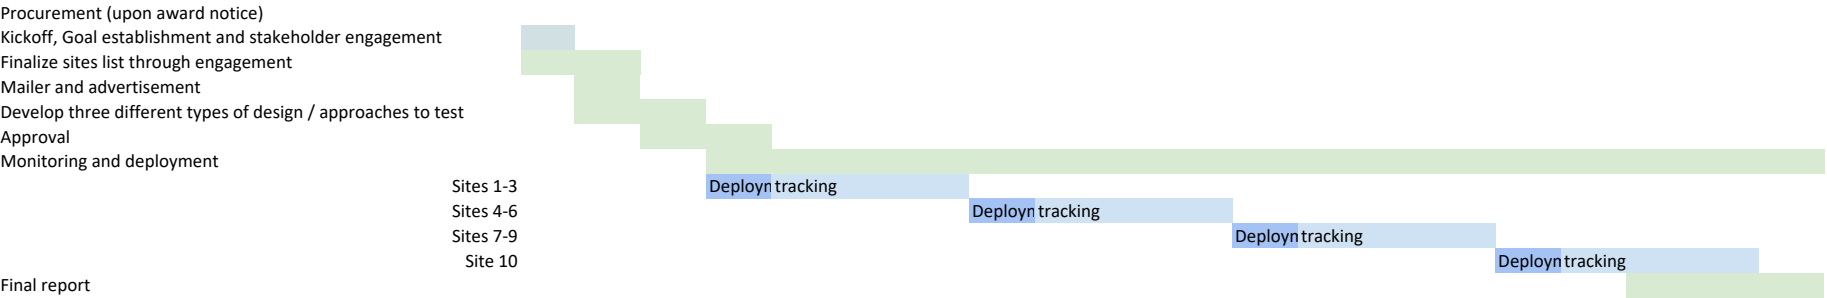 Procurement (upon award notice)
Kickoff, Goal establishment and stakeholder engagement
Finalize sites list through engagement
Mailer and advertisement
Develop three different types of design / approaches to test
Approval
Monitoring and deployment
Sites 1-3 Deployn tracking
Sites 4-6 Deployn tracking
Sites 7-9 Deployn tracking
Site 10 Deployn tracking
Final report